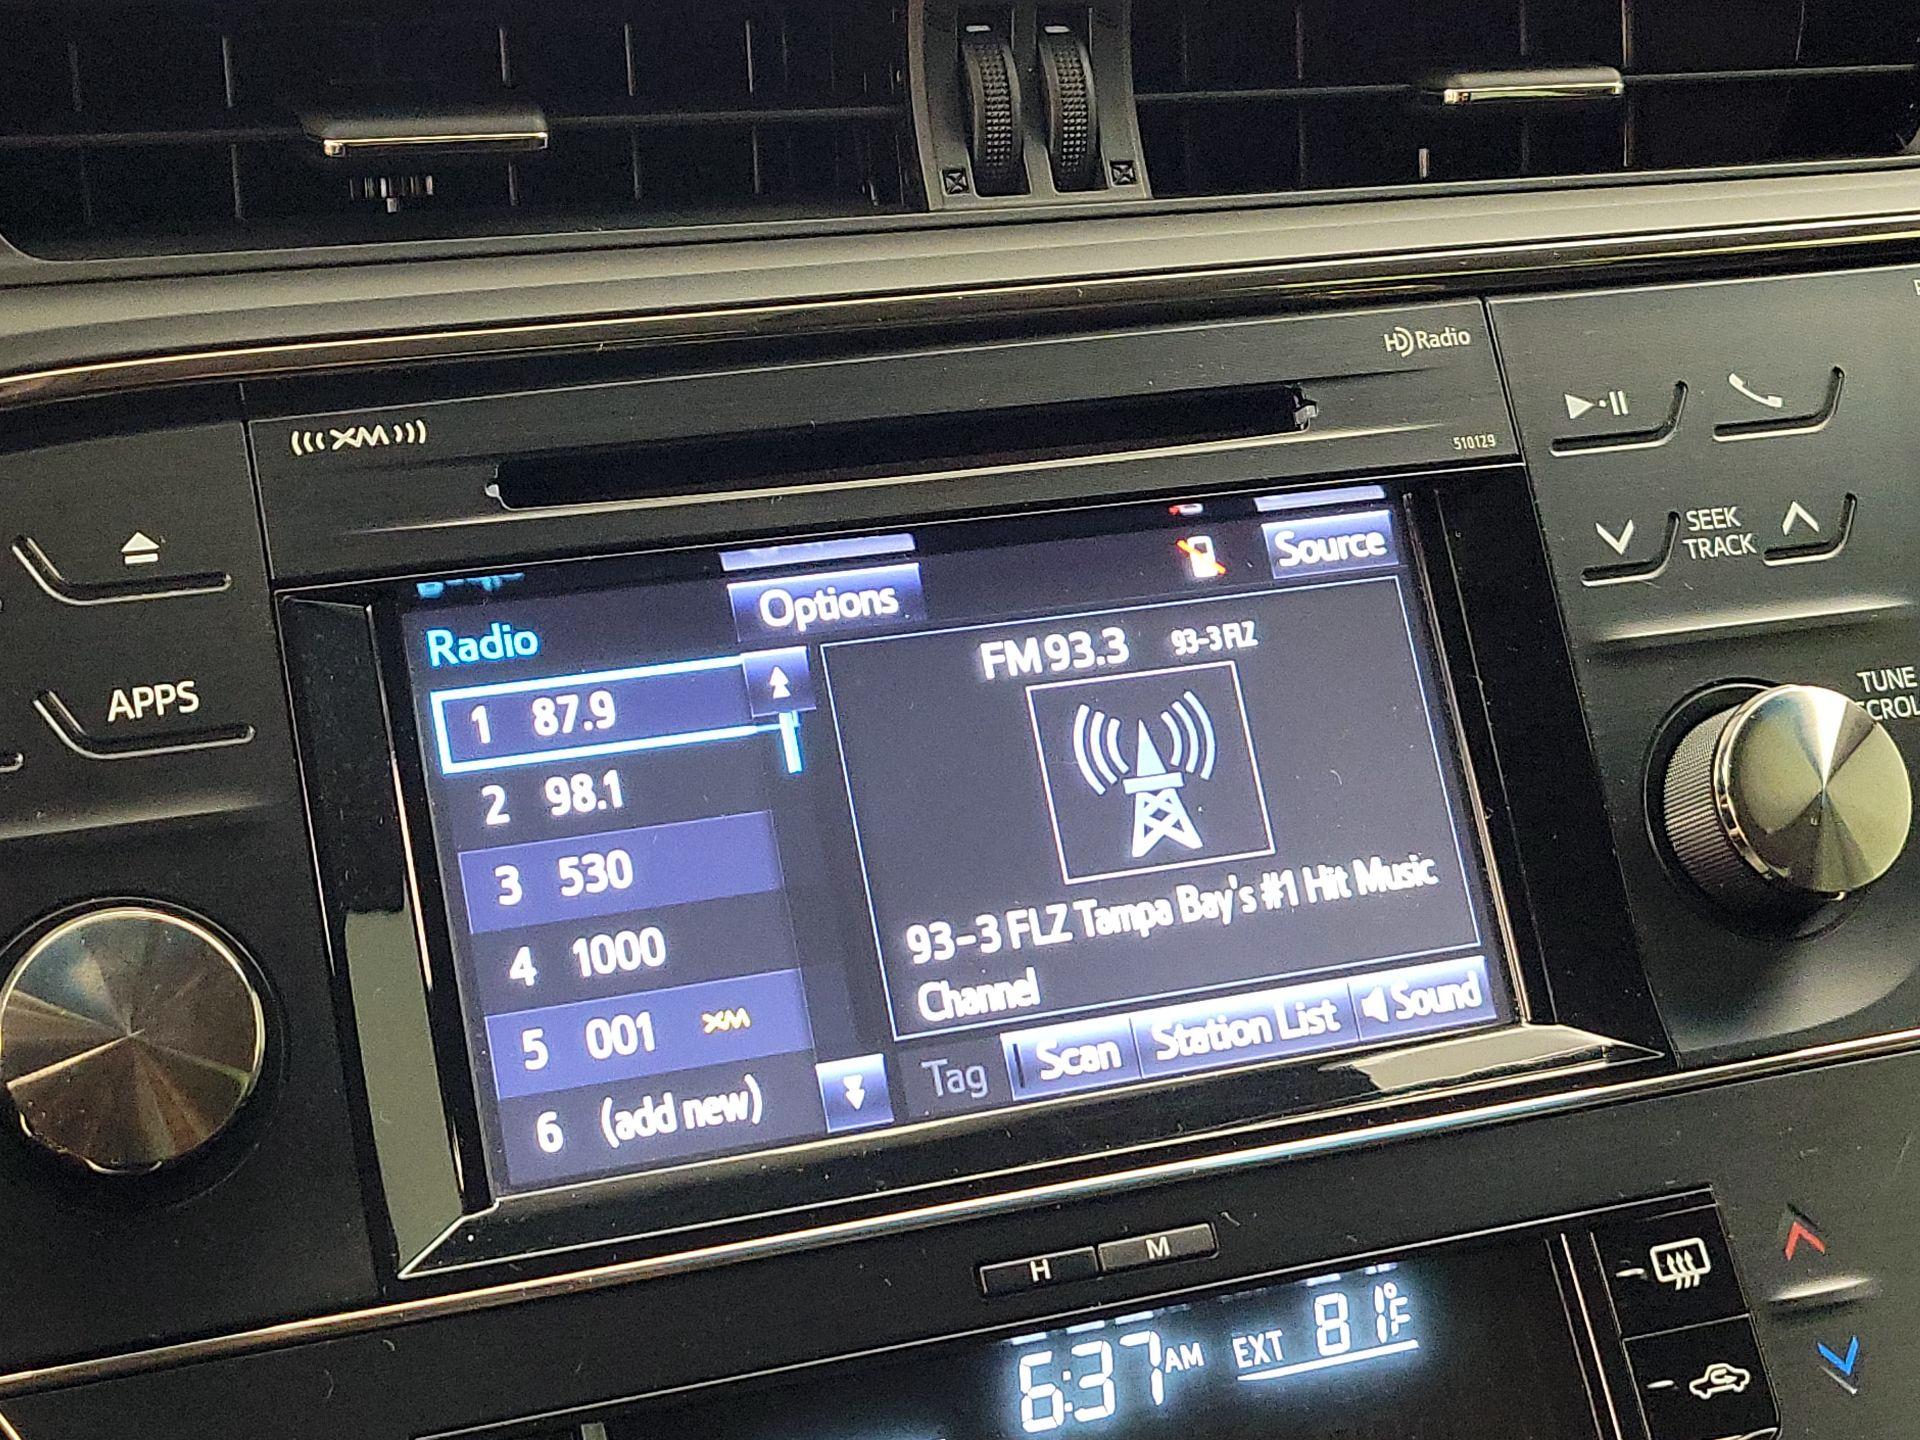 HD Radio
((( XM )))
510129
SEEK
TRACK
APPS
TUNE
Options
Source
Radio
FM 93.3 93-3 FLZ
1 87.9
2 98.1
3 530
4 1000
5 001 XM
6 (add new)
93-3 FLZ Tampa Bay's #1 Hit Music
Channel
Tag
Scan
Station List
Sound
H
M
6:37 AM EXT 81°F